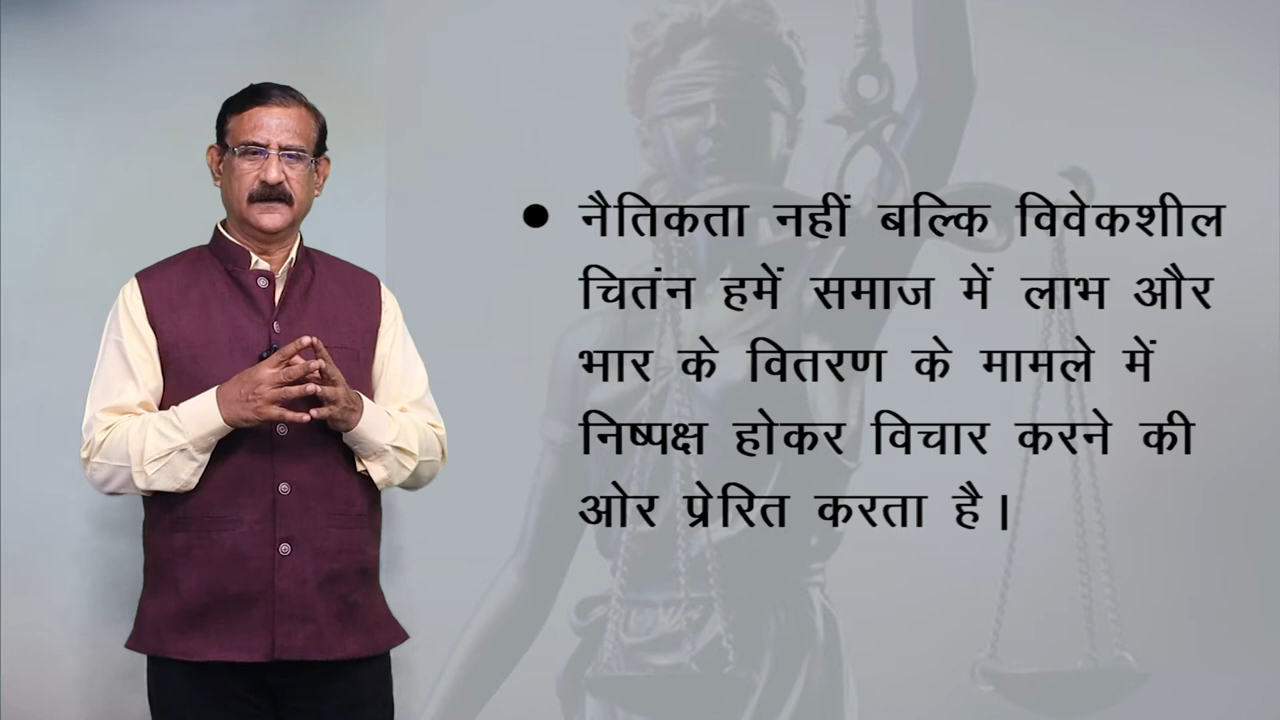 ● नैतिकता नहीं बल्कि विवेकशील
चितंन हमें समाज में लाभ और
भार के वितरण के मामले में
निष्पक्ष होकर विचार करने की
ओर प्रेरित करता है।